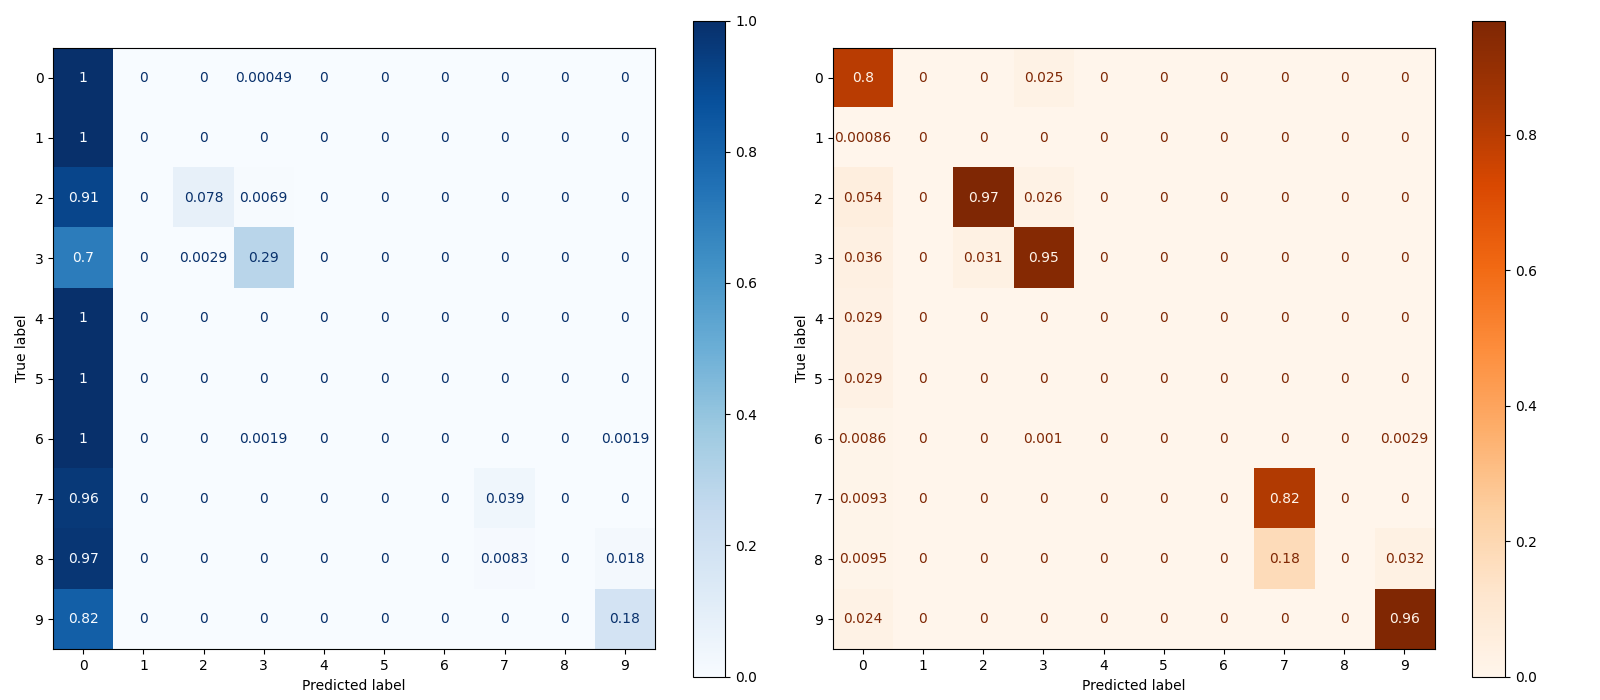 0 1 0 0 0.00049 0 0 0 0 0 0
1 1 0 0 0 0 0 0 0 0 0
2 0.91 0 0.078 0.0069 0 0 0 0 0 0
3 0.7 0 0.0029 0.29 0 0 0 0 0 0
4 1 0 0 0 0 0 0 0 0 0
5 1 0 0 0 0 0 0 0 0 0
6 1 0 0 0.0019 0 0 0 0 0 0.0019
7 0.96 0 0 0 0 0 0 0.039 0 0
8 0.97 0 0 0 0 0 0 0.0083 0 0.018
9 0.82 0 0 0 0 0 0 0 0 0.18
0 1 2 3 4 5 6 7 8 9
Predicted label
True label
1.0
0.8
0.6
0.4
0.2
0.0
0 0.8 0 0 0.025 0 0 0 0 0 0
1 0.00086 0 0 0 0 0 0 0 0 0
2 0.054 0 0.97 0.026 0 0 0 0 0 0
3 0.036 0 0.031 0.95 0 0 0 0 0 0
4 0.029 0 0 0 0 0 0 0 0 0
5 0.029 0 0 0 0 0 0 0 0 0
6 0.0086 0 0 0.001 0 0 0 0 0 0.0029
7 0.0093 0 0 0 0 0 0 0.82 0 0
8 0.0095 0 0 0 0 0 0 0.18 0 0.032
9 0.024 0 0 0 0 0 0 0 0 0.96
0 1 2 3 4 5 6 7 8 9
Predicted label
True label
0.8
0.6
0.4
0.2
0.0